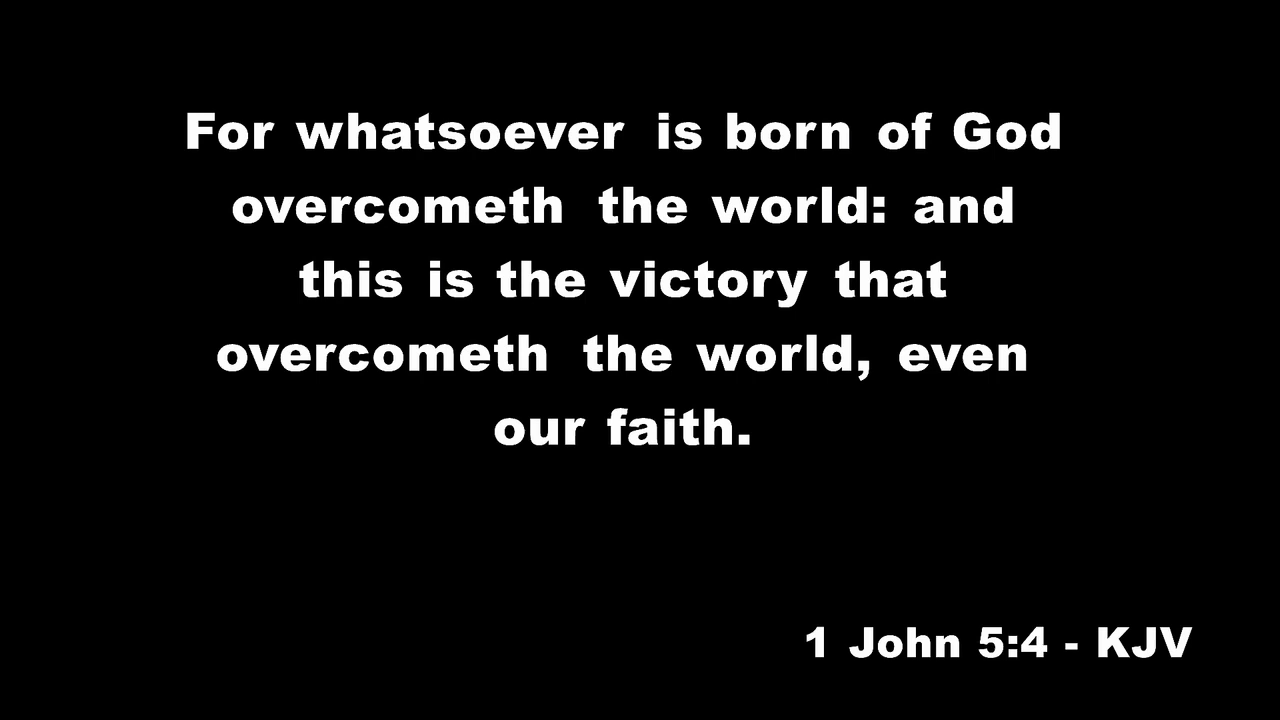 For whatsoever is born of God
overcometh the world: and
this is the victory that
overcometh the world, even
our faith.
1 John 5:4 - KJV